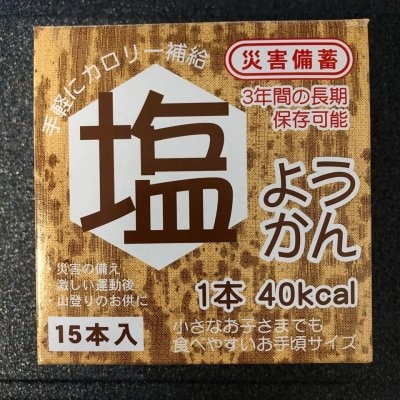 手軽にカロリー補給
災害備蓄
3年間の長期
保存可能
塩
ようかん
・災害の備え
・激しい運動後
・山登りのお供に
1本 40kcal
15本入
小さなお子さまでも
食べやすいお手頃サイズ